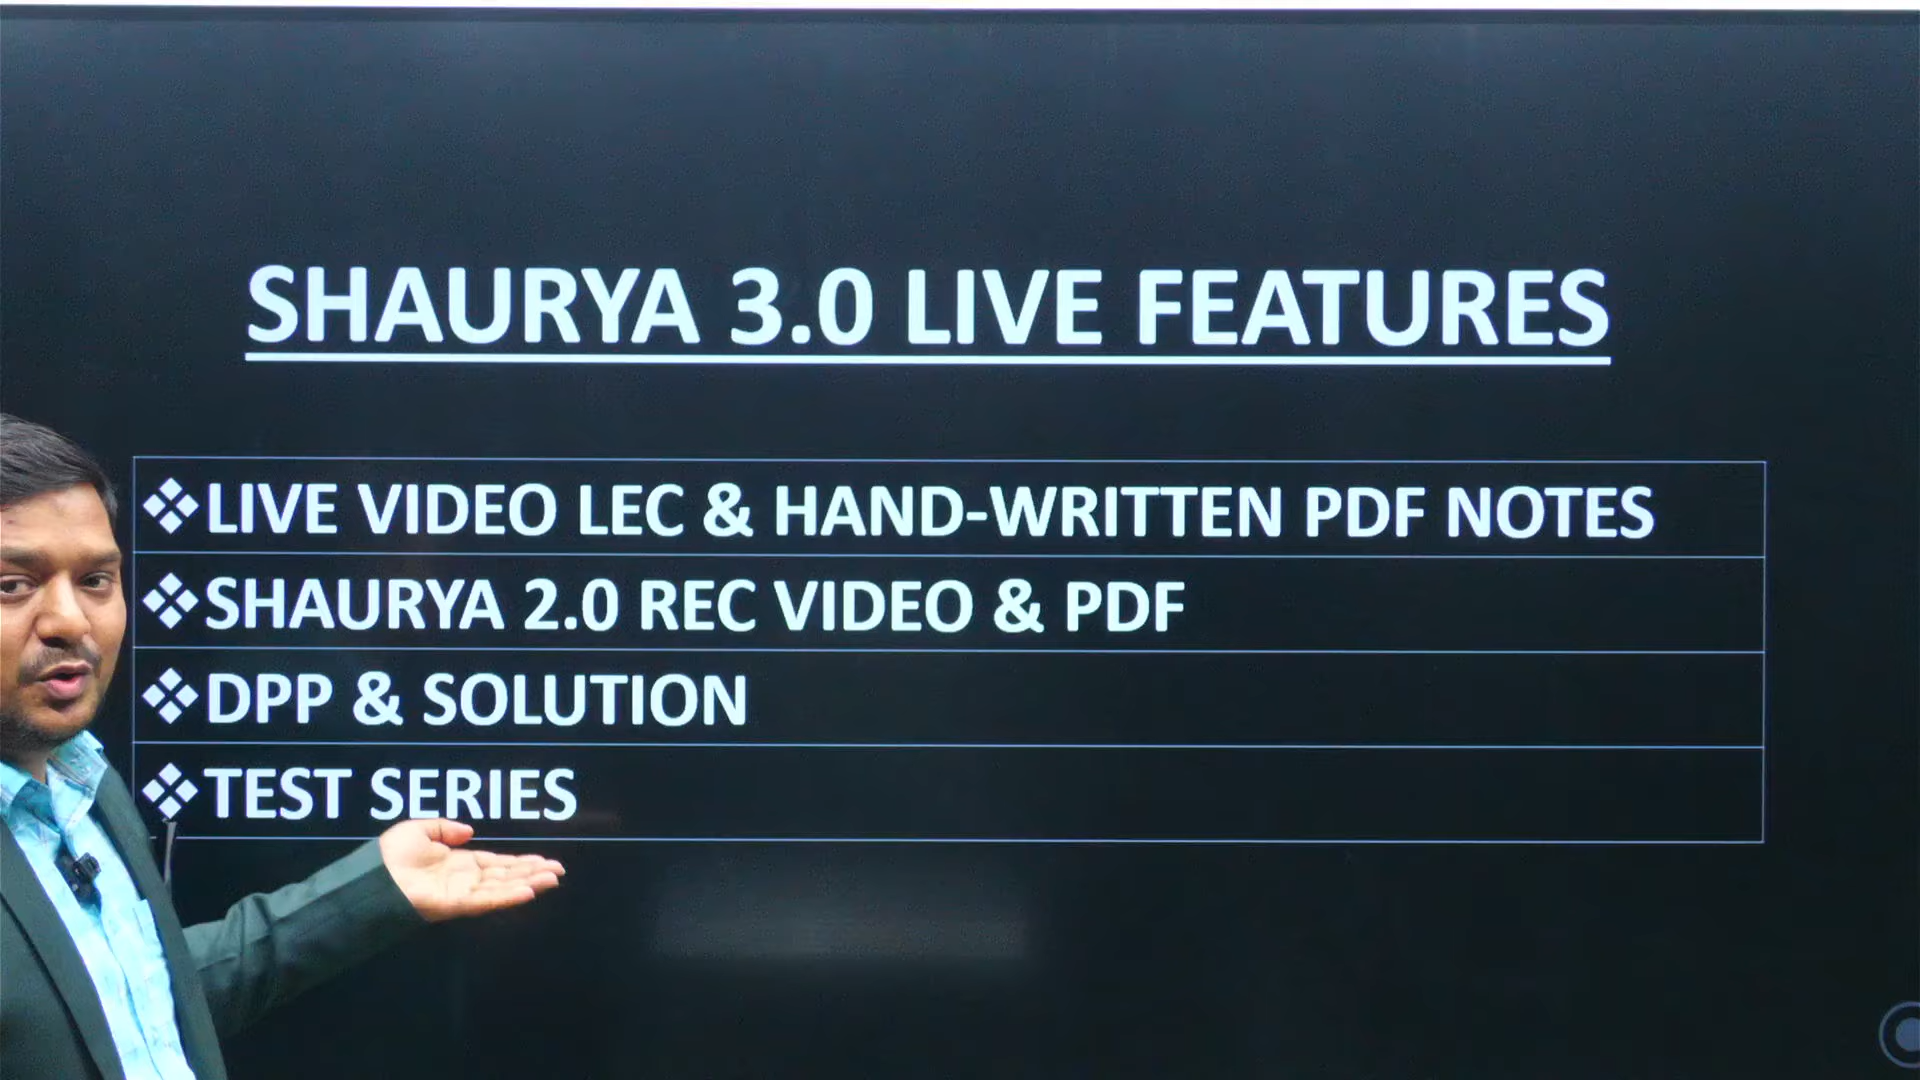 SHAURYA 3.0 LIVE FEATURES
❖LIVE VIDEO LEC & HAND-WRITTEN PDF NOTES
❖SHAURYA 2.0 REC VIDEO & PDF
❖DPP & SOLUTION
❖TEST SERIES